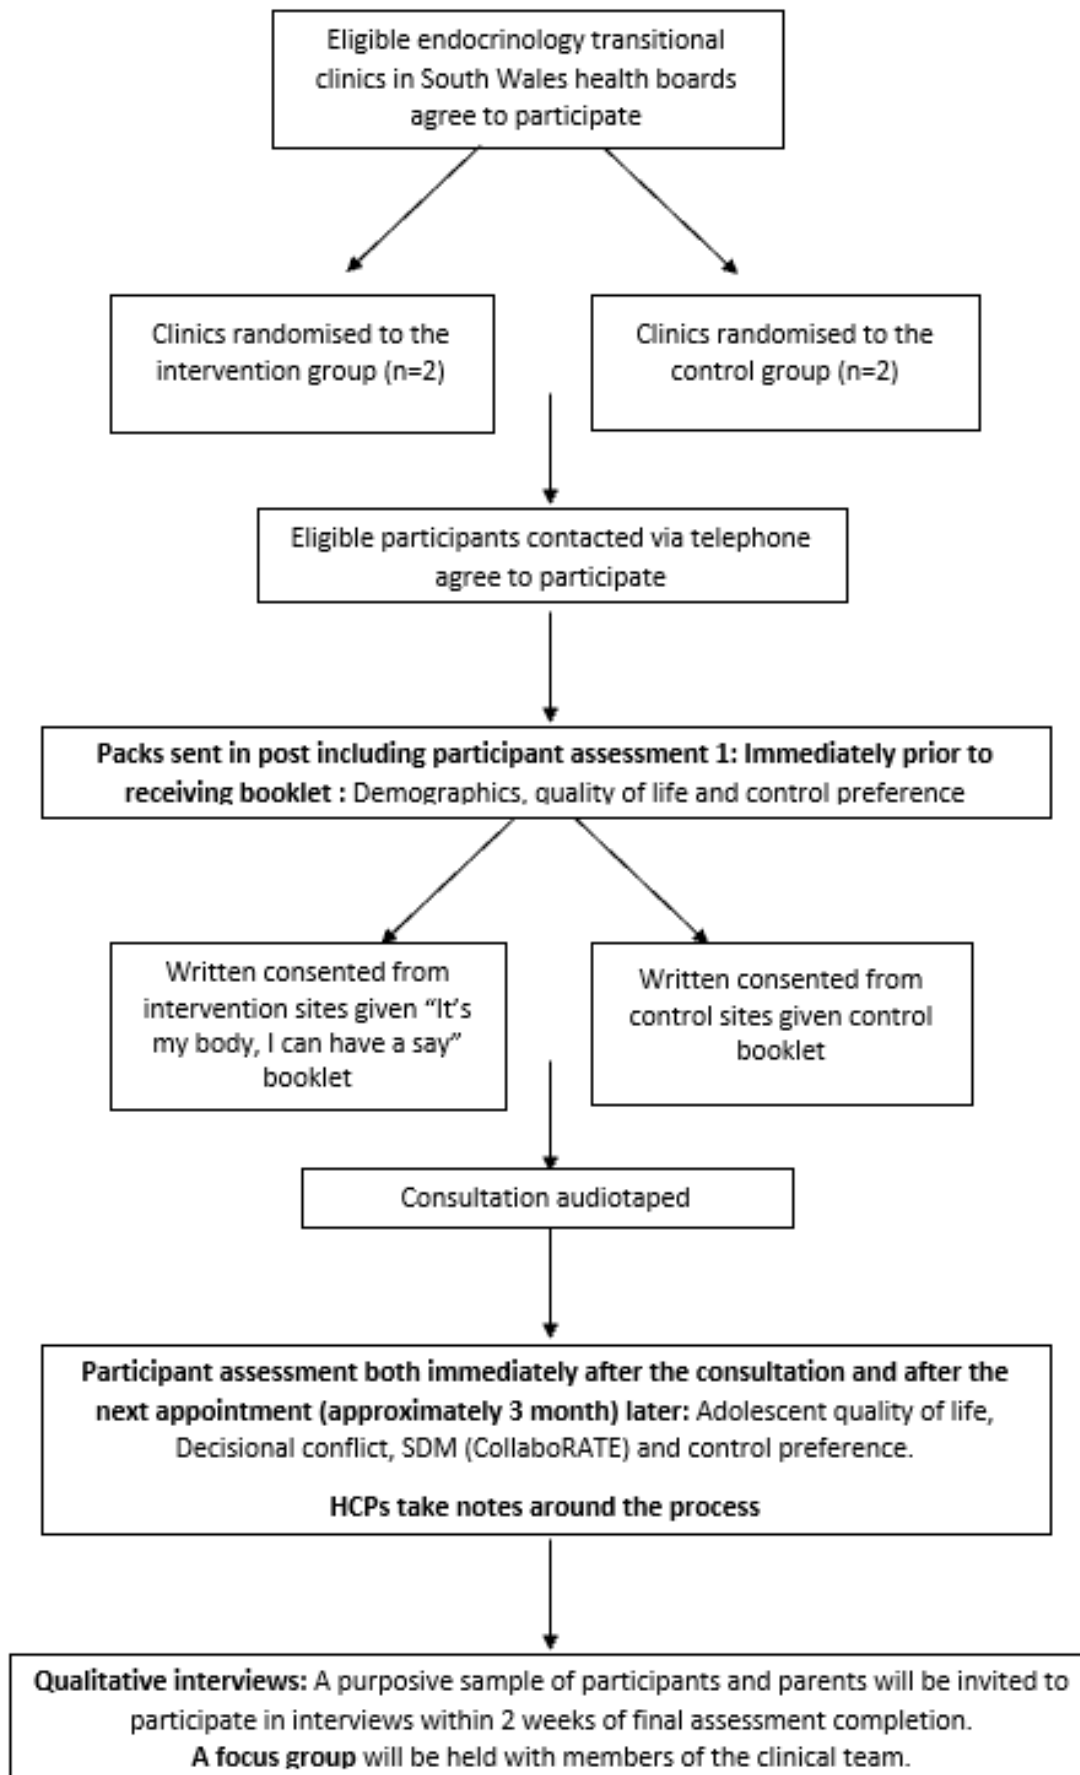 Eligible endocrinology transitional
clinics in South Wales health boards
agree to participate
Clinics randomised to the
intervention group (n=2)
Clinics randomised to the
control group (n=2)
Eligible participants contacted via telephone
agree to participate
Packs sent in post including participant assessment 1: Immediately prior to
receiving booklet : Demographics, quality of life and control preference
Written consented from
intervention sites given “It’s
my body, I can have a say”
booklet
Written consented from
control sites given control
booklet
Consultation audiotaped
Participant assessment both immediately after the consultation and after the
next appointment (approximately 3 month) later: Adolescent quality of life,
Decisional conflict, SDM (CollaboRATE) and control preference.
HCPs take notes around the process
Qualitative interviews: A purposive sample of participants and parents will be invited to
participate in interviews within 2 weeks of final assessment completion.
A focus group will be held with members of the clinical team.